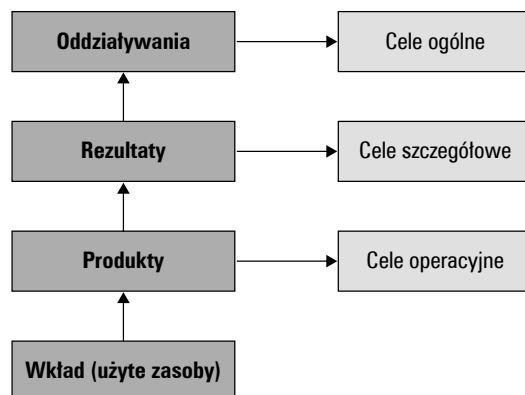 Oddziaływania
Cele ogólne
Rezultaty
Cele szczegółowe
Produkty
Cele operacyjne
Wkład (użyte zasoby)